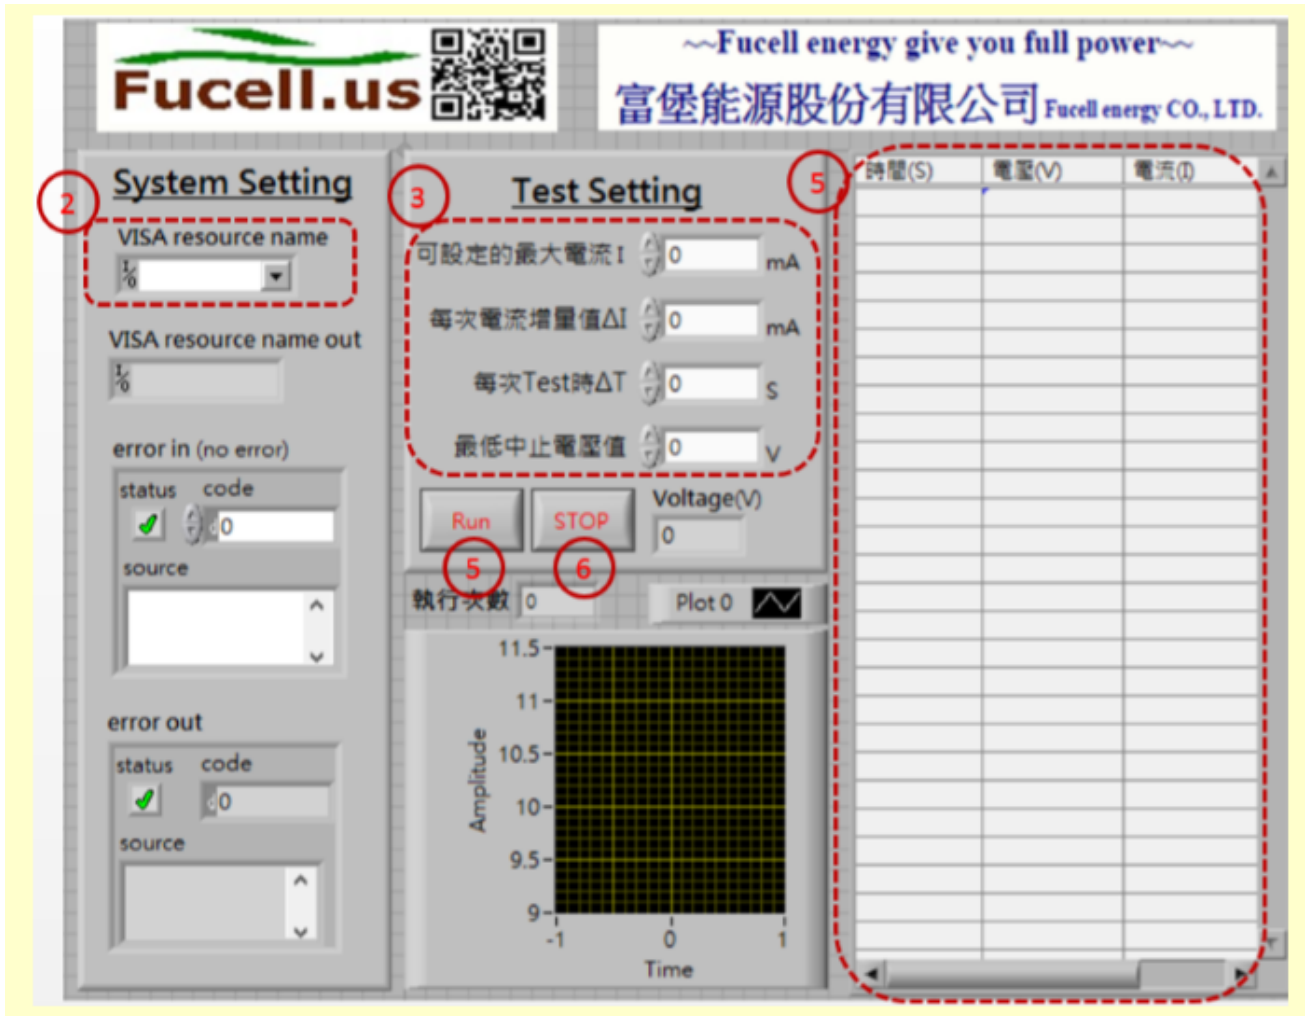 Fucell.us
~~Fucell energy give you full power~~
富堡能源股份有限公司 Fucell energy CO., LTD.
2
System Setting
VISA resource name
VISA resource name out
error in (no error)
status code
0
source
error out
status code
0
source
3
Test Setting
可設定的最大電流 I 0 mA
每次電流增量值ΔI 0 mA
每次Test時ΔT 0 S
最低中止電壓值 0 V
Run
STOP
Voltage(V)
0
5
6
執行次數 0
Plot 0
11.5
11
10.5
10
9.5
9
Amplitude
-1 0 1
Time
5
時間(S) 電壓(V) 電流(I)